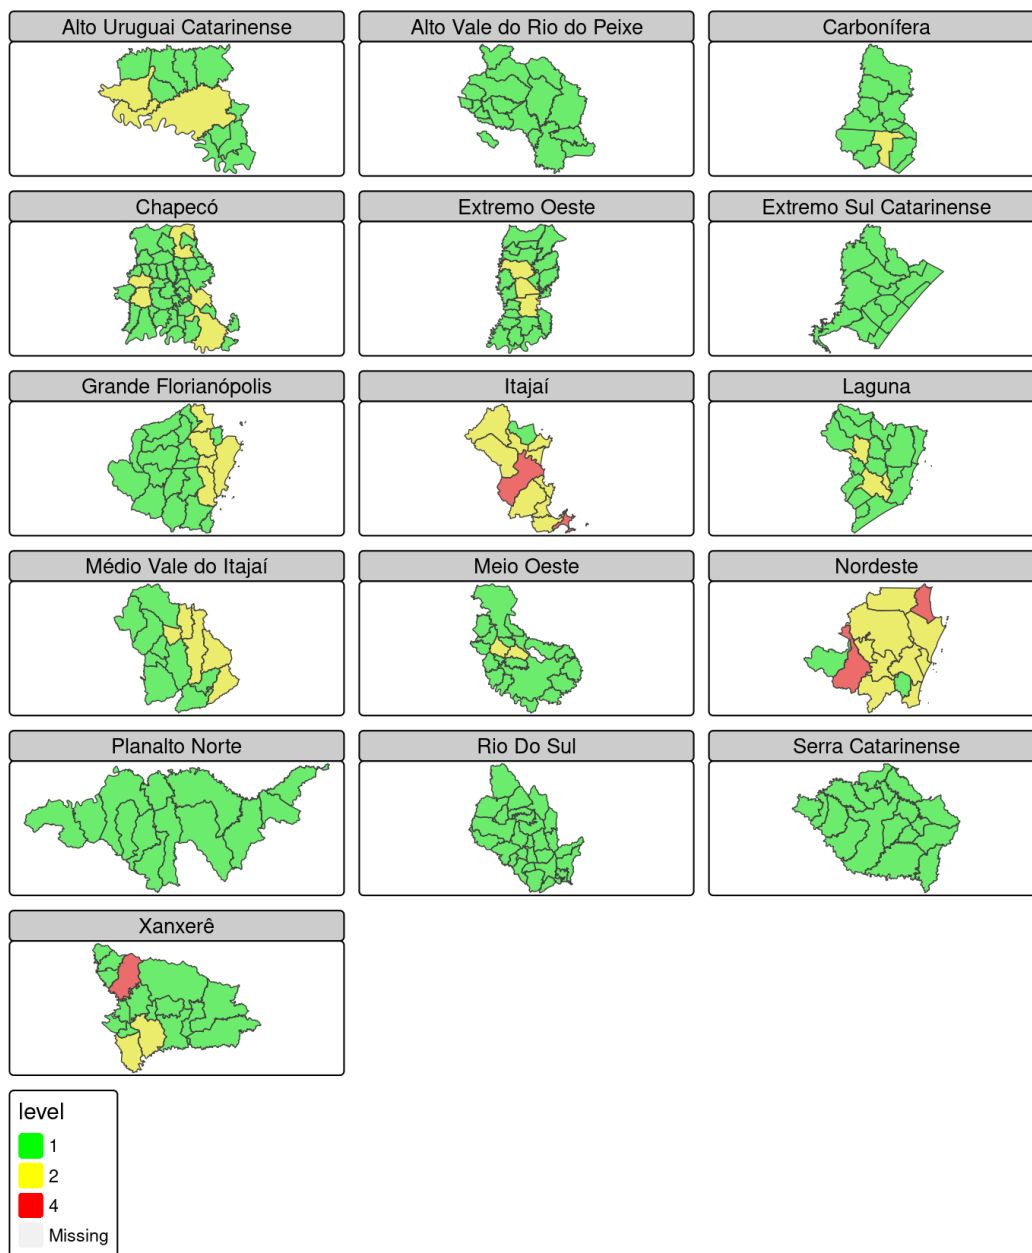 Alto Uruguai Catarinense
Alto Vale do Rio do Peixe
Carbonífera
Chapecó
Extremo Oeste
Extremo Sul Catarinense
Grande Florianópolis
Itajaí
Laguna
Médio Vale do Itajaí
Meio Oeste
Nordeste
Planalto Norte
Rio Do Sul
Serra Catarinense
Xanxerê
level
1
2
4
Missing